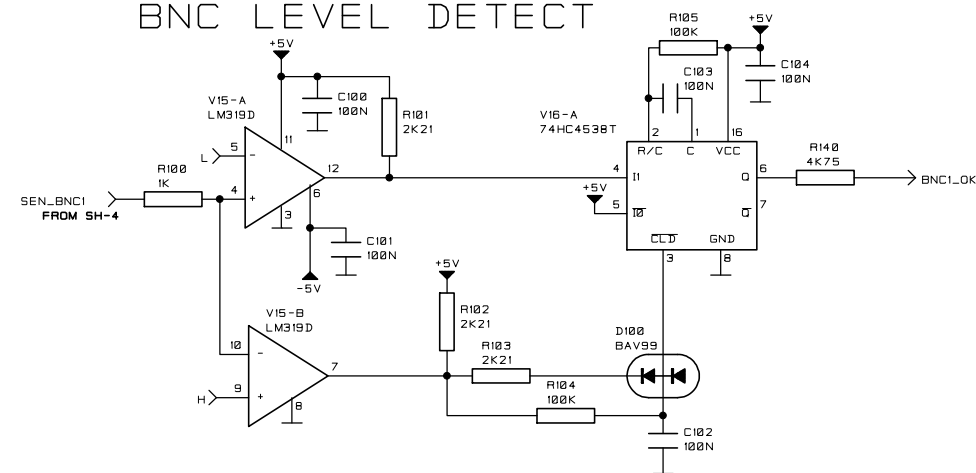 BNC LEVEL DETECT
+5V
C100
100N
R101
2K21
V15-A
LM319D
11
L
5
-
12
4
+
6
3
R100
1K
SEN_BNC1
FROM SH-4
C101
100N
-5V
R105
100K
+5V
C104
100N
C103
100N
V16-A
74HC4538T
2
1
16
R/C
C
VCC
4
I1
+5V
5
I0
Q
6
Q
7
CLD
GND
3
8
R140
4K75
BNC1_OK
V15-B
LM319D
10
-
7
9
+
H
8
+5V
R102
2K21
R103
2K21
R104
100K
D100
BAV99
C102
100N